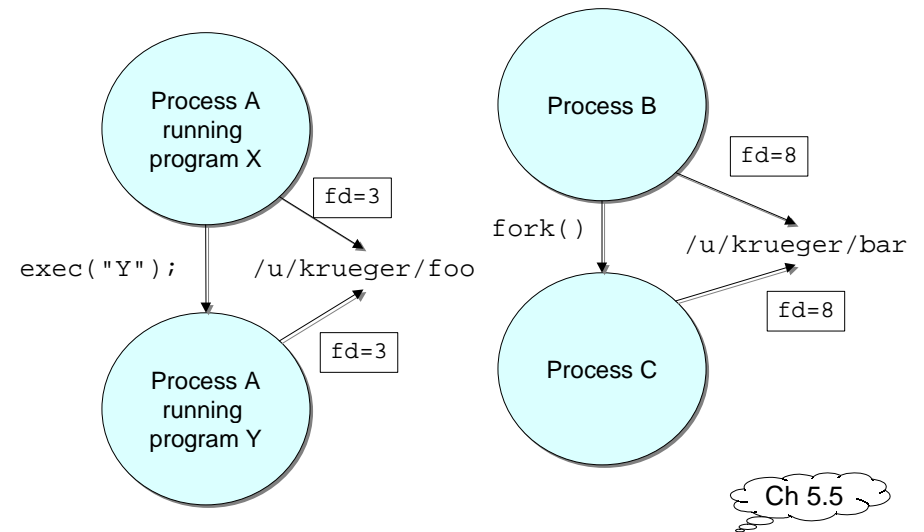 Process A
running
program X
fd=3
exec("Y");
/u/krueger/foo
fd=3
Process A
running
program Y
Process B
fd=8
fork()
/u/krueger/bar
fd=8
Process C
Ch 5.5